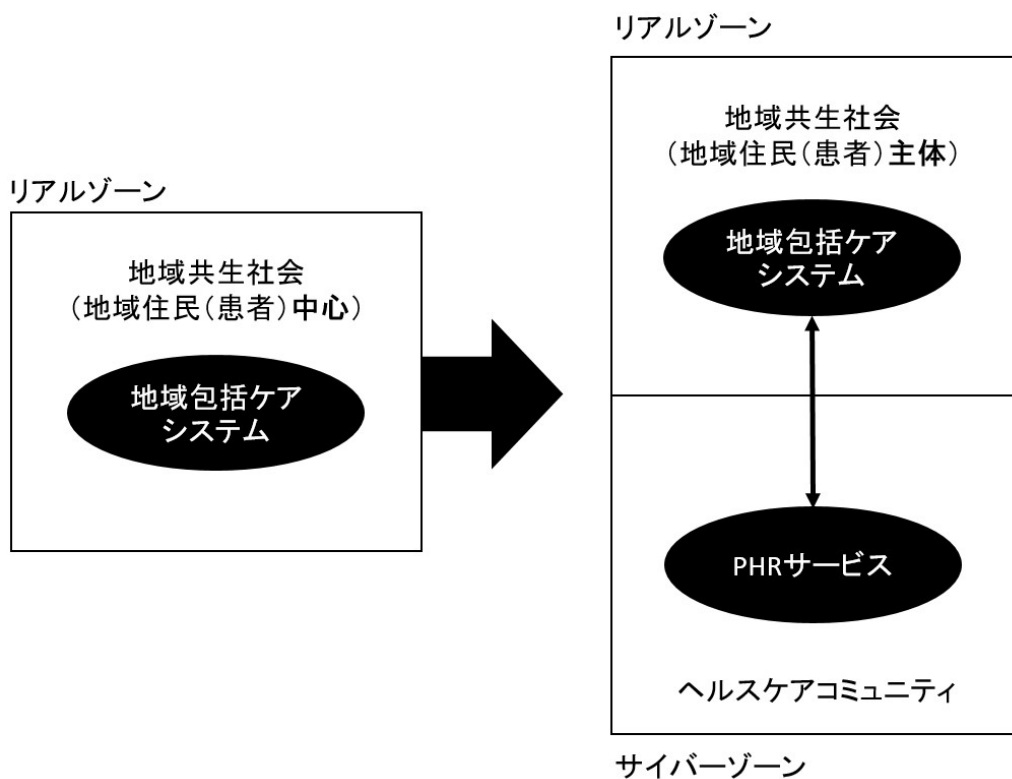 リアルゾーン
地域共生社会
（地域住民（患者）中心）
地域包括ケア
システム
リアルゾーン
地域共生社会
（地域住民（患者）主体）
地域包括ケア
システム
PHRサービス
ヘルスケアコミュニティ
サイバーゾーン